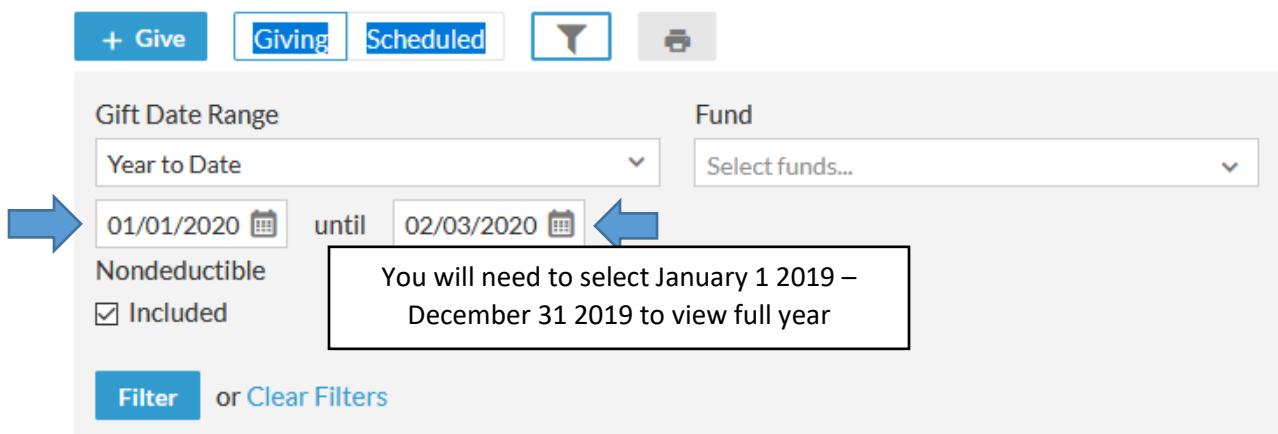 + Give Giving Scheduled
Gift Date Range
Fund
Year to Date
Select funds...
01/01/2020 until 02/03/2020
Nondeductible
Included
You will need to select January 1 2019 –
December 31 2019 to view full year
Filter or Clear Filters